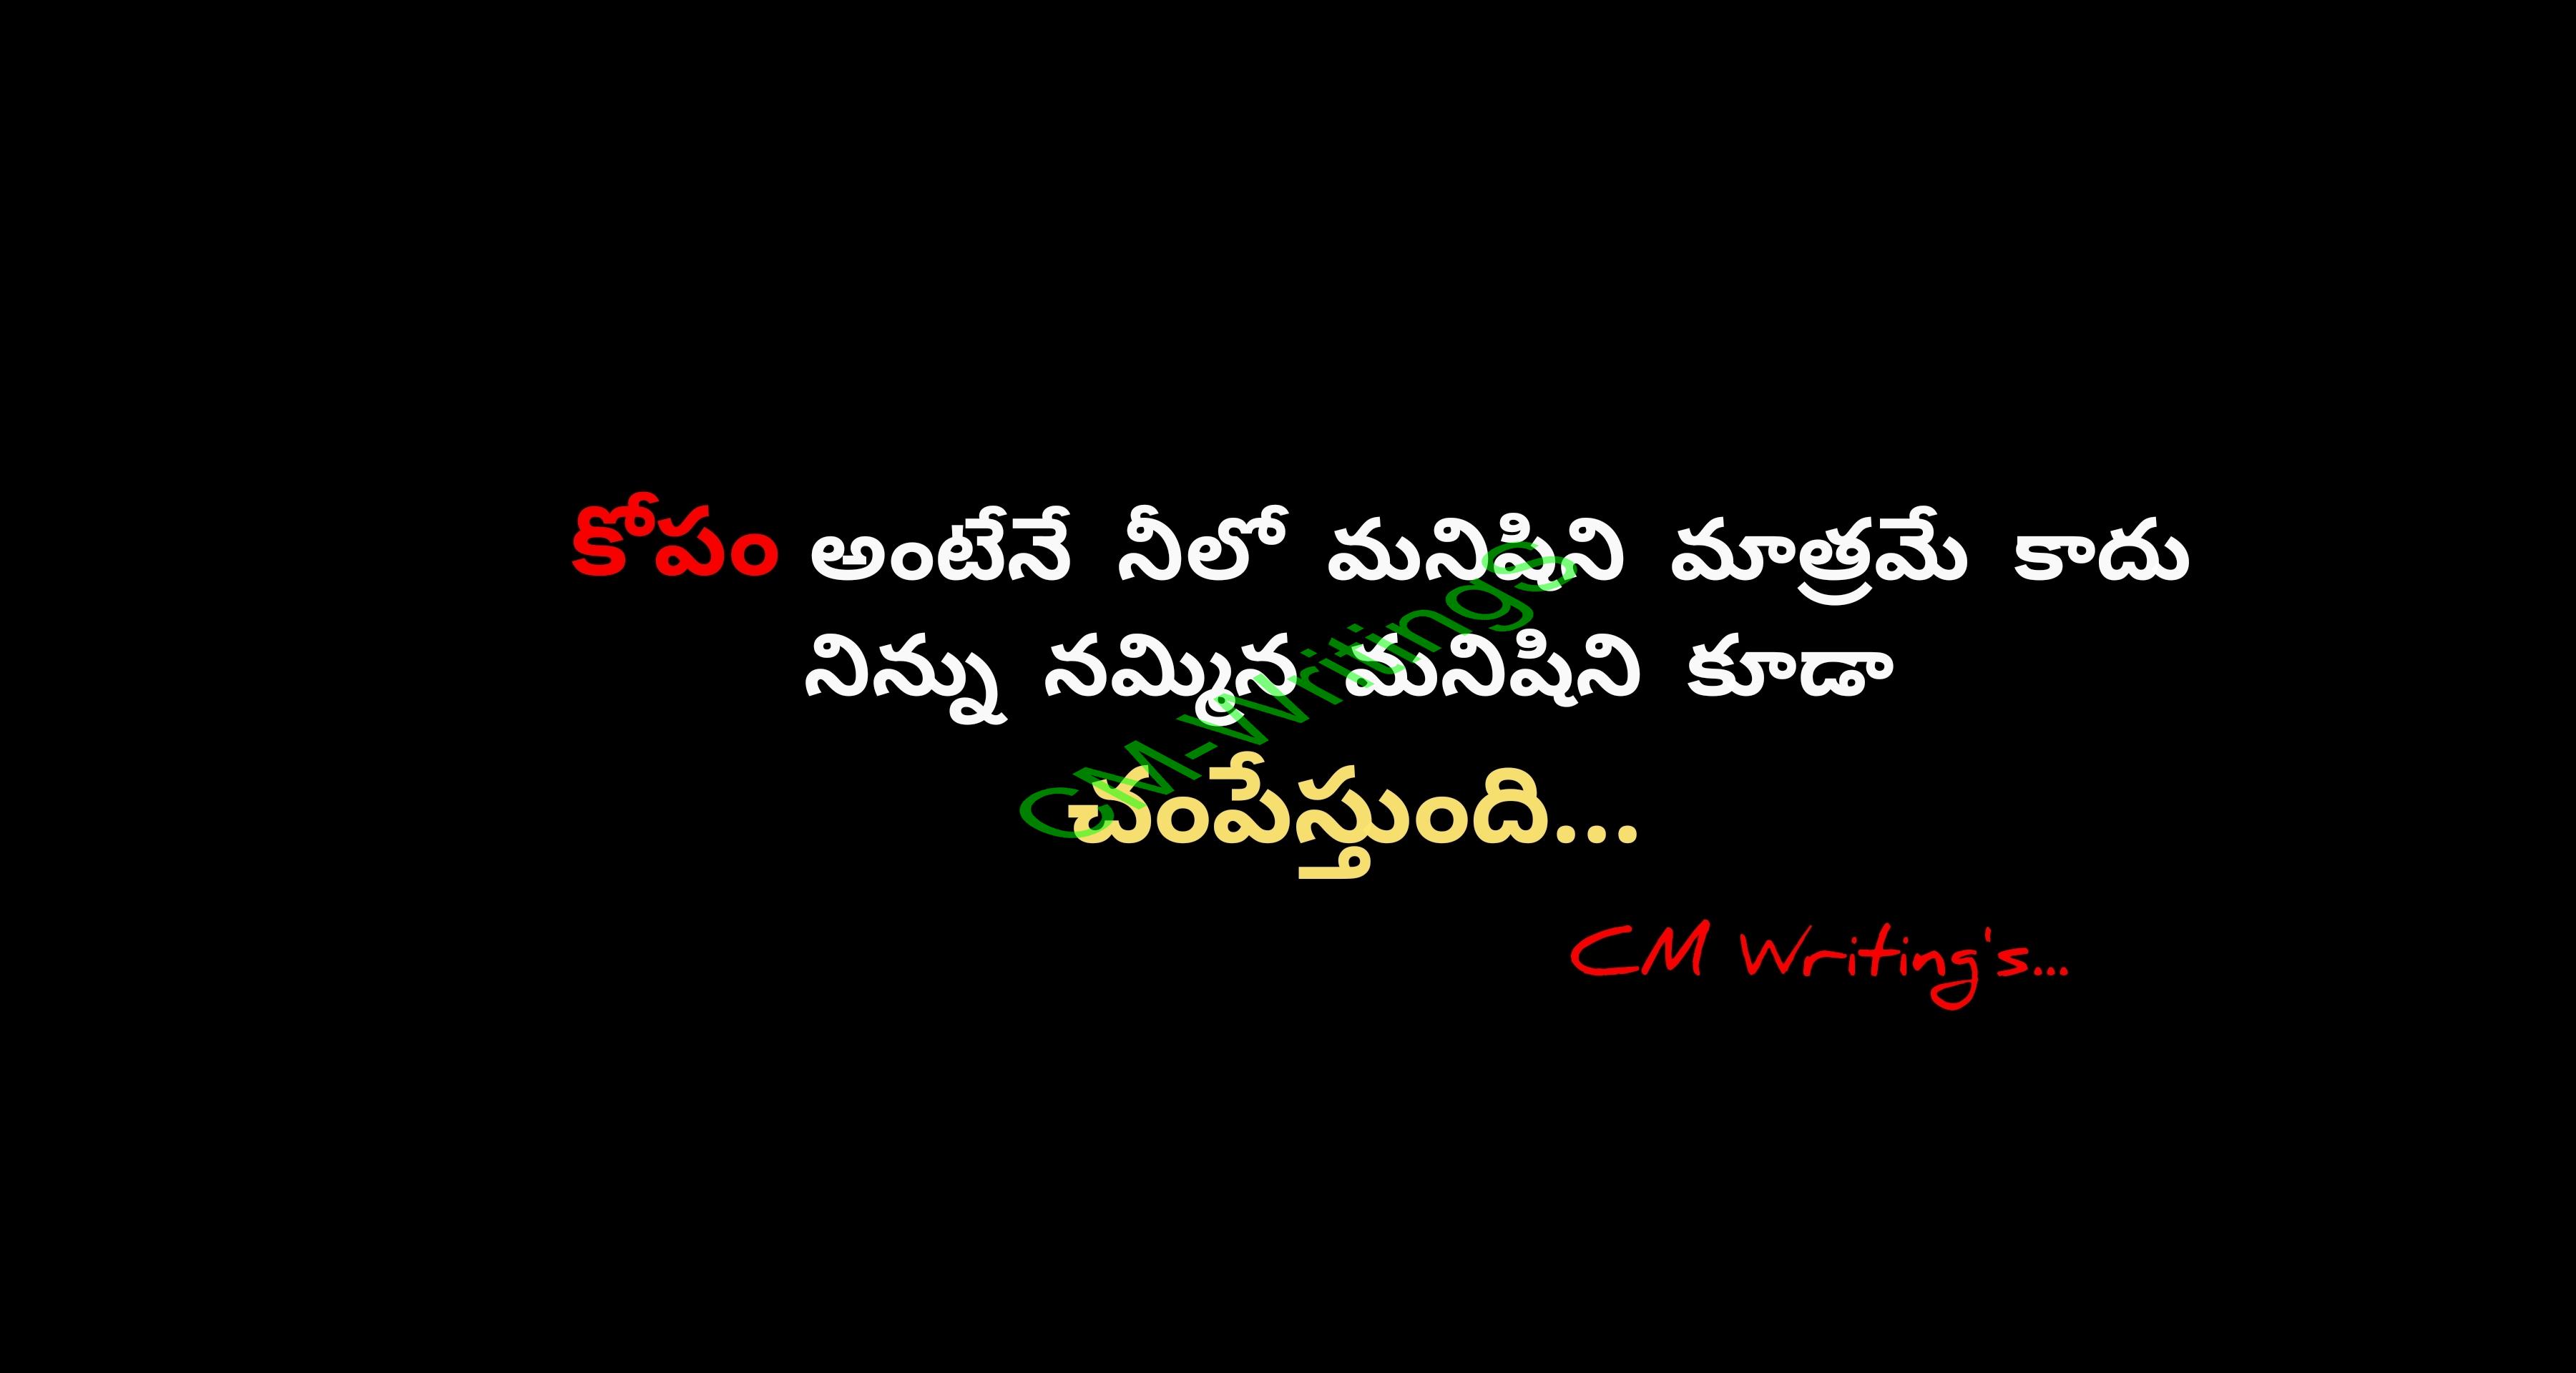 కోపం అంటేనే నీలో మనిషిని మాత్రమే కాదు
నిన్ను నమ్మిన మనిషిని కూడా
చంపేస్తుంది...
CM-Writings
CM Writing's...